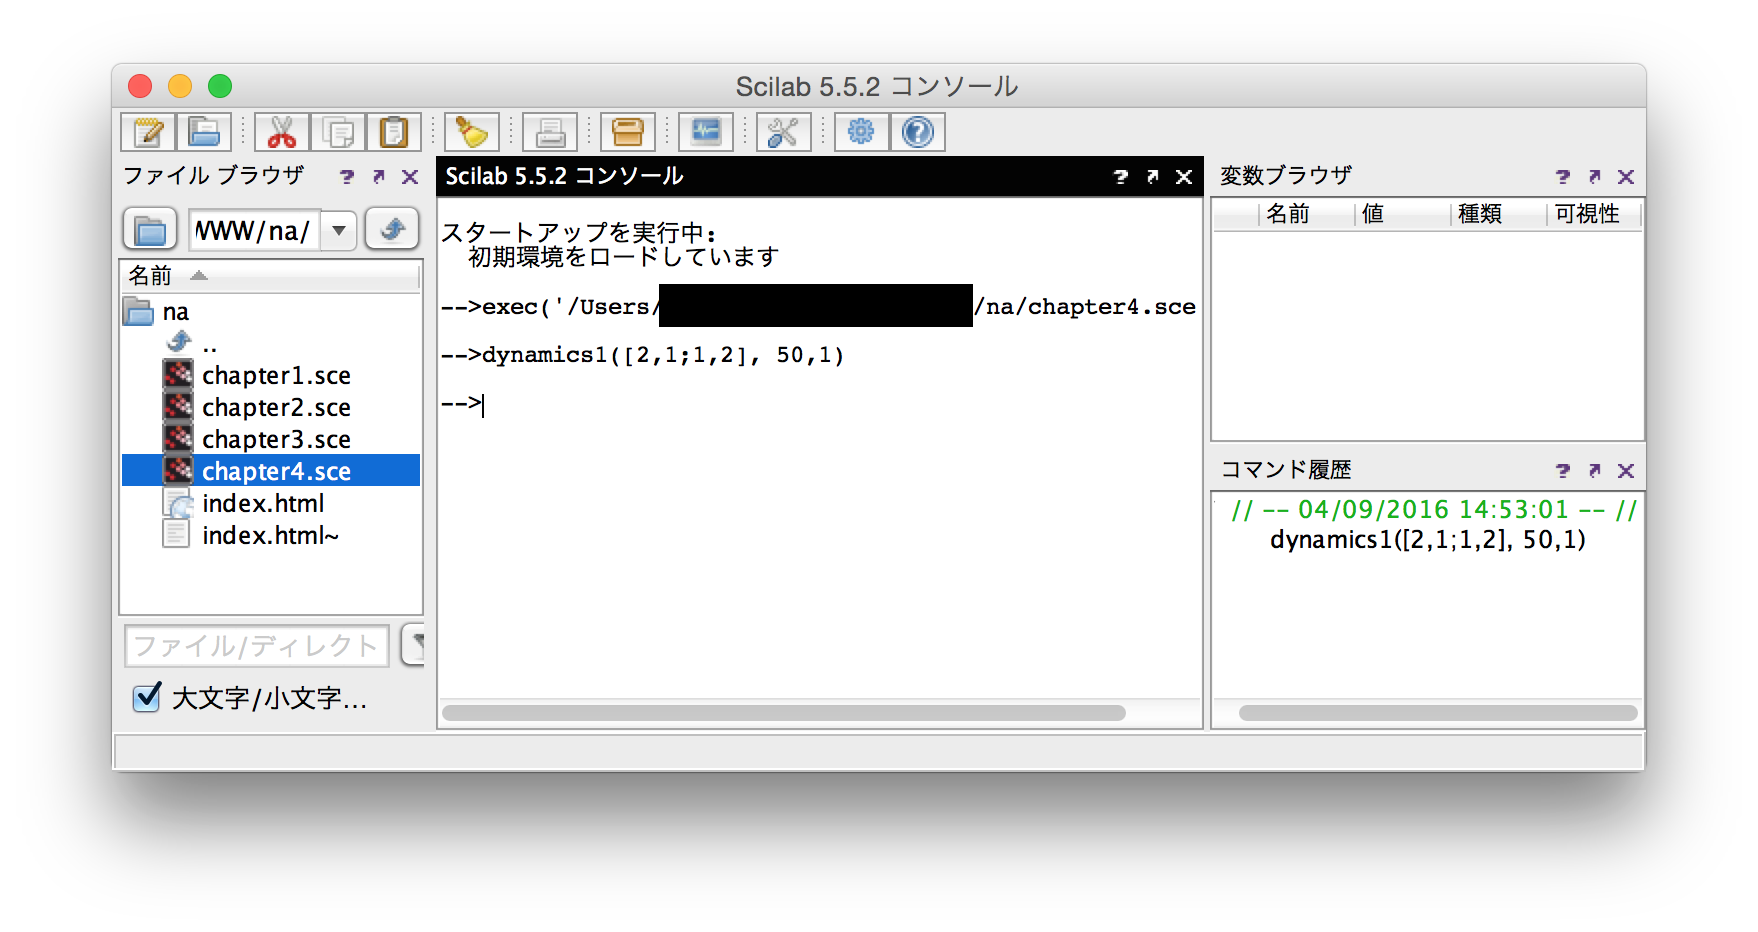 Scilab 5.5.2 コンソール
ファイル ブラウザ
WWW/na/
名前
na
..
chapter1.sce
chapter2.sce
chapter3.sce
chapter4.sce
index.html
index.html~
ファイル/ディレクト
大文字/小文字...
Scilab 5.5.2 コンソール
スタートアップを実行中:
初期環境をロードしています
-->exec('/Users/ /na/chapter4.sce
-->dynamics1([2,1;1,2], 50,1)
-->
変数ブラウザ
名前 値 種類 可視性
コマンド履歴
// -- 04/09/2016 14:53:01 -- //
dynamics1([2,1;1,2], 50,1)